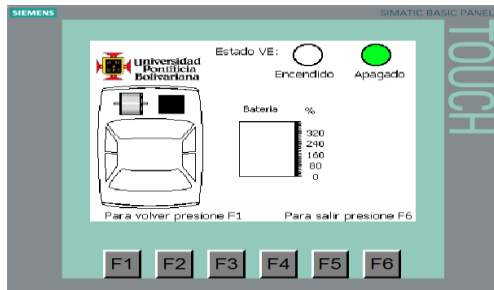 SIEMENS
SIMATIC BASIC PANEL
TOUCH
Universidad
Pontificia
Bolivariana
Estado VE:
Encendido
Apagado
Bateria
%
320
240
160
80
0
Para volver presione F1
Para salir presione F6
F1
F2
F3
F4
F5
F6